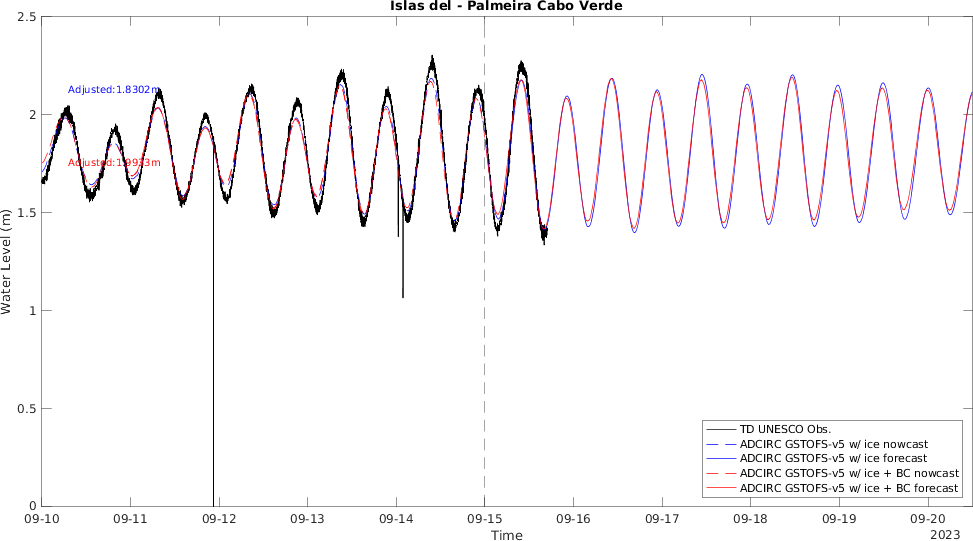 Islas del - Palmeira Cabo Verde
2.5
2
1.5
1
0.5
0
Water Level (m)
Adjusted:1.8302m
09-10
09-11
09-12
09-13
09-14
09-15
09-16
09-17
09-18
09-19
09-20
2023
Time
TD UNESCO Obs.
ADCIRC GSTOFS-v5 w/ ice nowcast
ADCIRC GSTOFS-v5 w/ ice forecast
ADCIRC GSTOFS-v5 w/ ice + BC nowcast
ADCIRC GSTOFS-v5 w/ ice + BC forecast